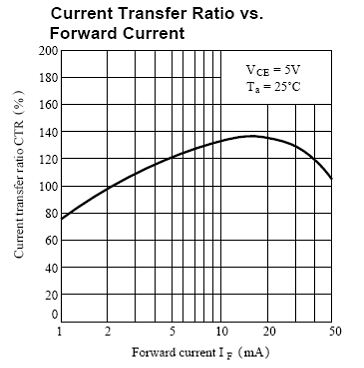 Current Transfer Ratio vs.
Forward Current
VCE = 5V
Ta = 25°C
Current transfer ratio CTR (%)
200
180
160
140
120
100
80
60
40
20
0
1 2 5 10 20 50
Forward current IF (mA)